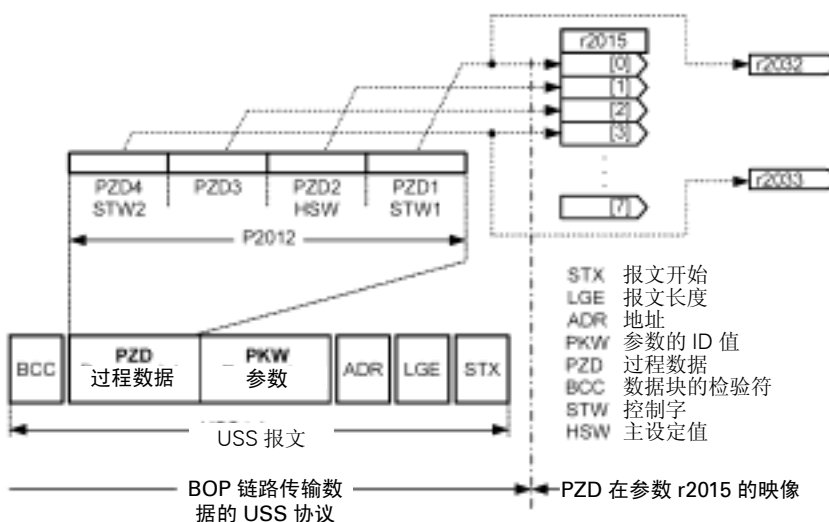 r2015
[0]
r2032
[1]
[2]
[3]
PZD4 PZD3 PZD2 PZD1
STW2 HSW STW1
r2033
[7]
P2012
STX 报文开始
LGE 报文长度
ADR 地址
PKW 参数的 ID 值
PZD 过程数据
BCC 数据块的检验符
STW 控制字
HSW 主设定值
BCC PZD 过程数据 PKW 参数 ADR LGE STX
USS 报文
BOP 链路传输数
据的 USS 协议
PZD 在参数 r2015 的映像